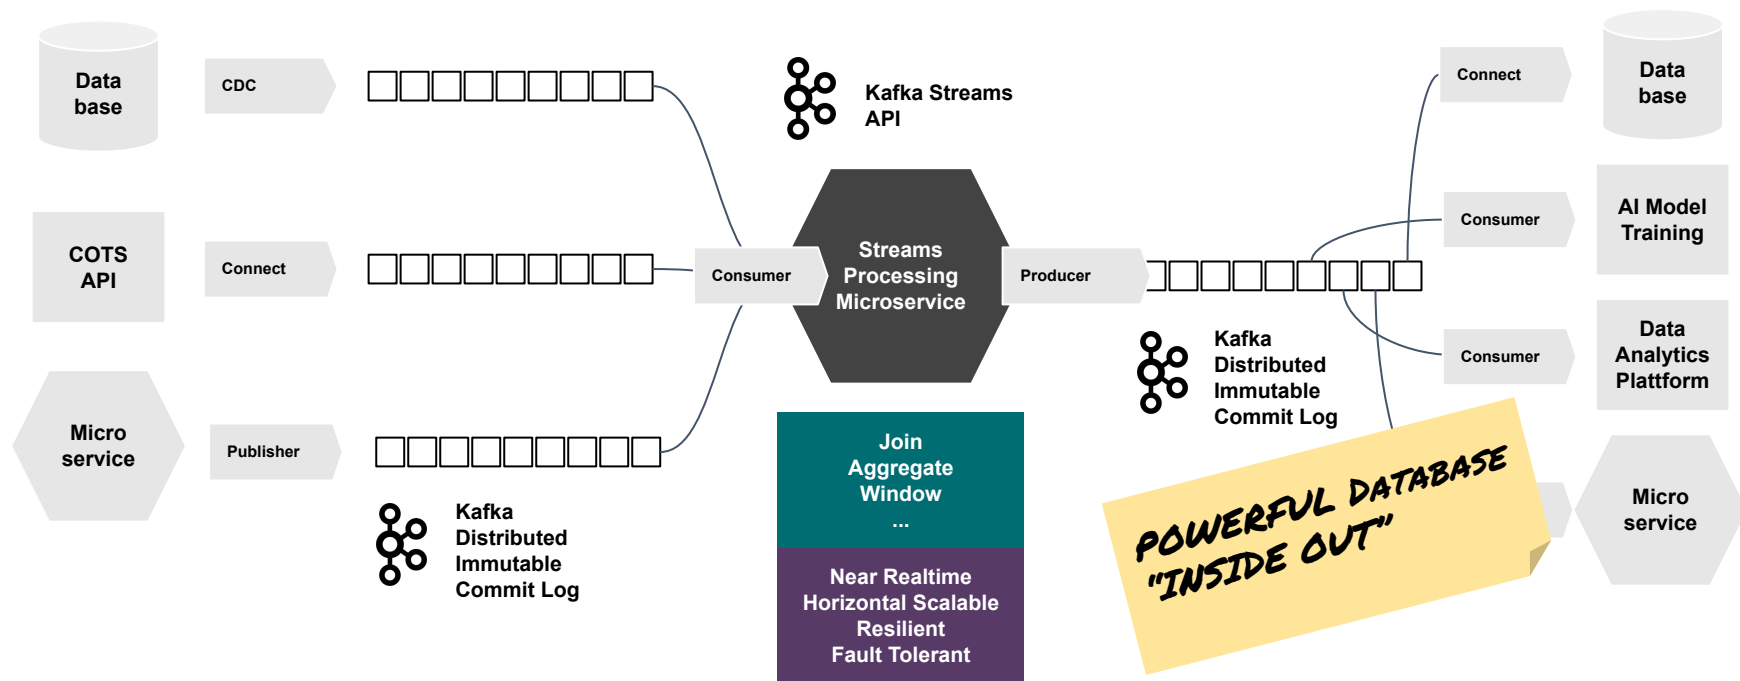 Data
base
CDC
Kafka Streams
API
Connect
Data
base
COTS
API
Connect
Consumer
Streams
Processing
Microservice
Producer
Consumer
AI Model
Training
Kafka
Distributed
Immutable
Commit Log
Consumer
Data
Analytics
Plattform
Micro
service
Publisher
Kafka
Distributed
Immutable
Commit Log
Join
Aggregate
Window
...
Near Realtime
Horizontal Scalable
Resilient
Fault Tolerant
POWERFUL DATABASE
"INSIDE OUT"
Micro
service